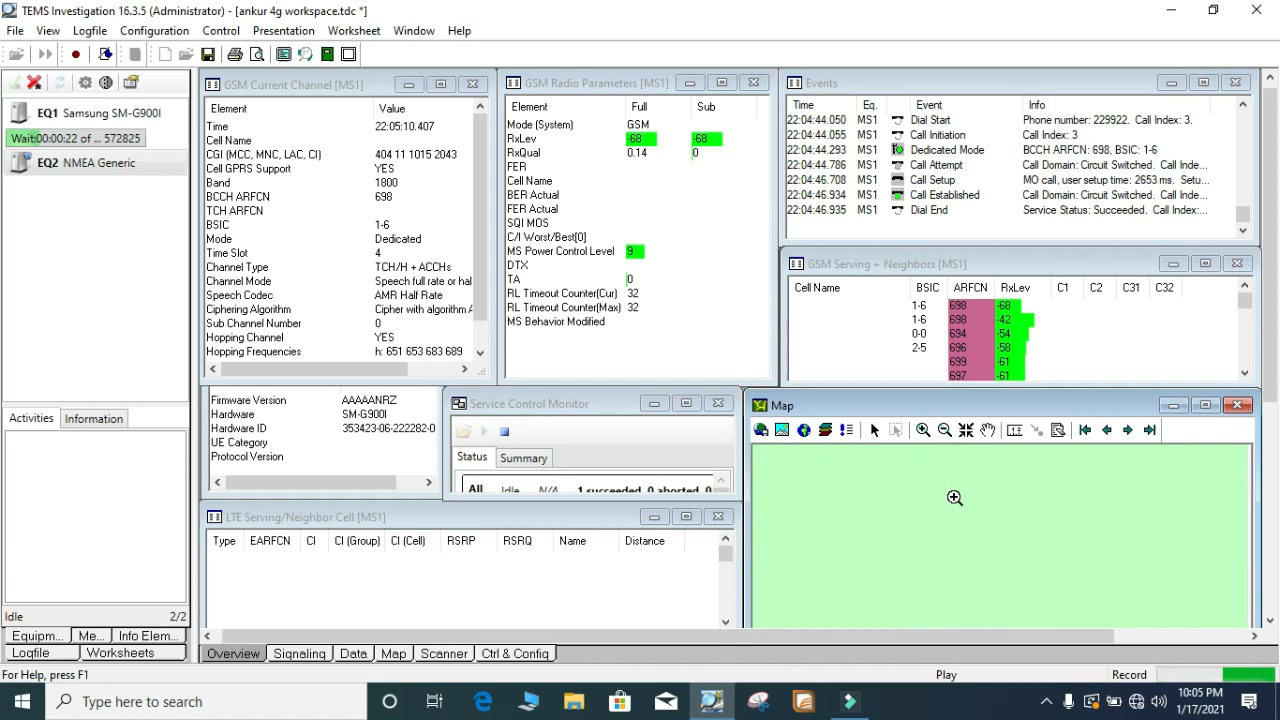 TEMS Investigation 16.3.5 (Administrator) - [ankur 4g workspace.tdc *]
File View Logfile Configuration Control Presentation Worksheet Window Help
EQ1 Samsung SM-G900I
Wait:00:00:22 of ... 572825
EQ2 NMEA Generic
Activities Information
Idle 2/2
Equipm... Me... Info Elem...
Logfile Worksheets
GSM Current Channel [MS1]
Element Value
Time 22:05:10.407
Cell Name
CGI (MCC, MNC, LAC, CI) 404 11 1015 2043
Cell GPRS Support YES
Band 1800
BCCH ARFCN 698
TCH ARFCN
BSIC 1-6
Mode Dedicated
Time Slot 4
Channel Type TCH/H + ACCHs
Channel Mode Speech full rate or hal
Speech Codec AMR Half Rate
Ciphering Algorithm Cipher with algorithm A
Sub Channel Number 0
Hopping Channel YES
Hopping Frequencies h: 651 653 683 689
GSM Radio Parameters [MS1]
Element Full Sub
Mode (System) GSM
RxLev -68 -68
RxQual 0.14 0
FER
Cell Name
BER Actual
FER Actual
SQI MOS
C/I Worst/Best[0]
MS Power Control Level 9
DTX
TA 0
RL Timeout Counter(Cur) 32
RL Timeout Counter(Max) 32
MS Behavior Modified
Events
Time Eq. Event Info
22:04:44.050 MS1 Dial Start Phone number: 229922. Call Index: 3.
22:04:44.055 MS1 Call Initiation Call Index: 3
22:04:44.293 MS1 Dedicated Mode BCCH ARFCN: 698, BSIC: 1-6
22:04:44.786 MS1 Call Attempt Call Domain: Circuit Switched. Call Inde...
22:04:46.708 MS1 Call Setup MO call, user setup time: 2653 ms. Setu...
22:04:46.934 MS1 Call Established Call Domain: Circuit Switched. Call Inde...
22:04:46.935 MS1 Dial End Service Status: Succeeded. Call Index:...
GSM Serving + Neighbors [MS1]
Cell Name BSIC ARFCN RxLev C1 C2 C31 C32
1-6 698 -68
1-6 698 -42
0-0 694 -54
2-5 696 -58
699 -61
697 -61
Firmware Version AAAAANRZ
Hardware SM-G900I
Hardware ID 353423-06-222282-0
UE Category
Protocol Version
Service Control Monitor
Status Summary
All Idle N/A 1 succeeded, 0 aborted, 0
Map
LTE Serving/Neighbor Cell [MS1]
Type EARFCN CI CI (Group) CI (Cell) RSRP RSRQ Name Distance
Overview Signaling Data Map Scanner Ctrl & Config
For Help, press F1 Play Record
Type here to search
10:05 PM
1/17/2021